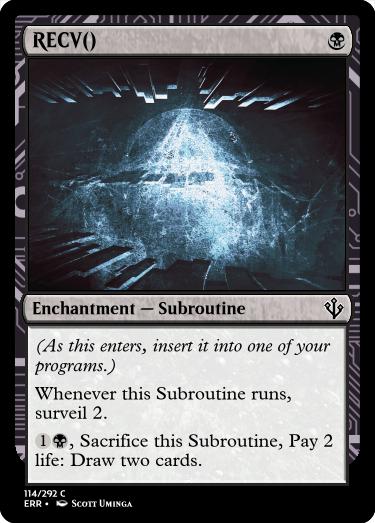 RECV()
Enchantment — Subroutine
(As this enters, insert it into one of your
programs.)
Whenever this Subroutine runs,
surveil 2.
1, Sacrifice this Subroutine, Pay 2
life: Draw two cards.
114/292 C
ERR • Scott Uminga